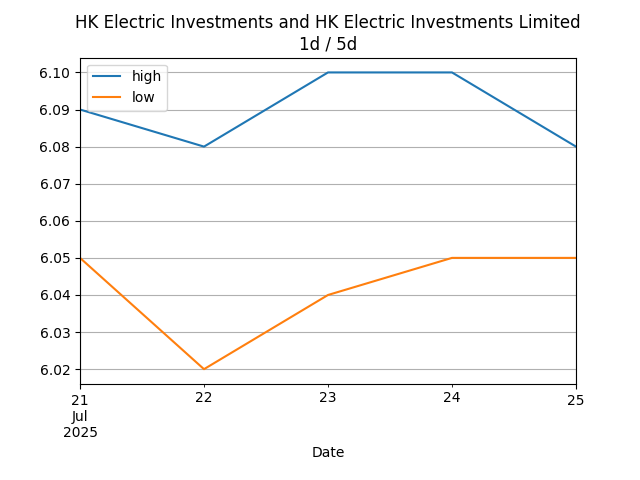 HK Electric Investments and HK Electric Investments Limited
1d / 5d
high
low
6.10
6.09
6.08
6.07
6.06
6.05
6.04
6.03
6.02
21 22 23 24 25
Jul
2025
Date